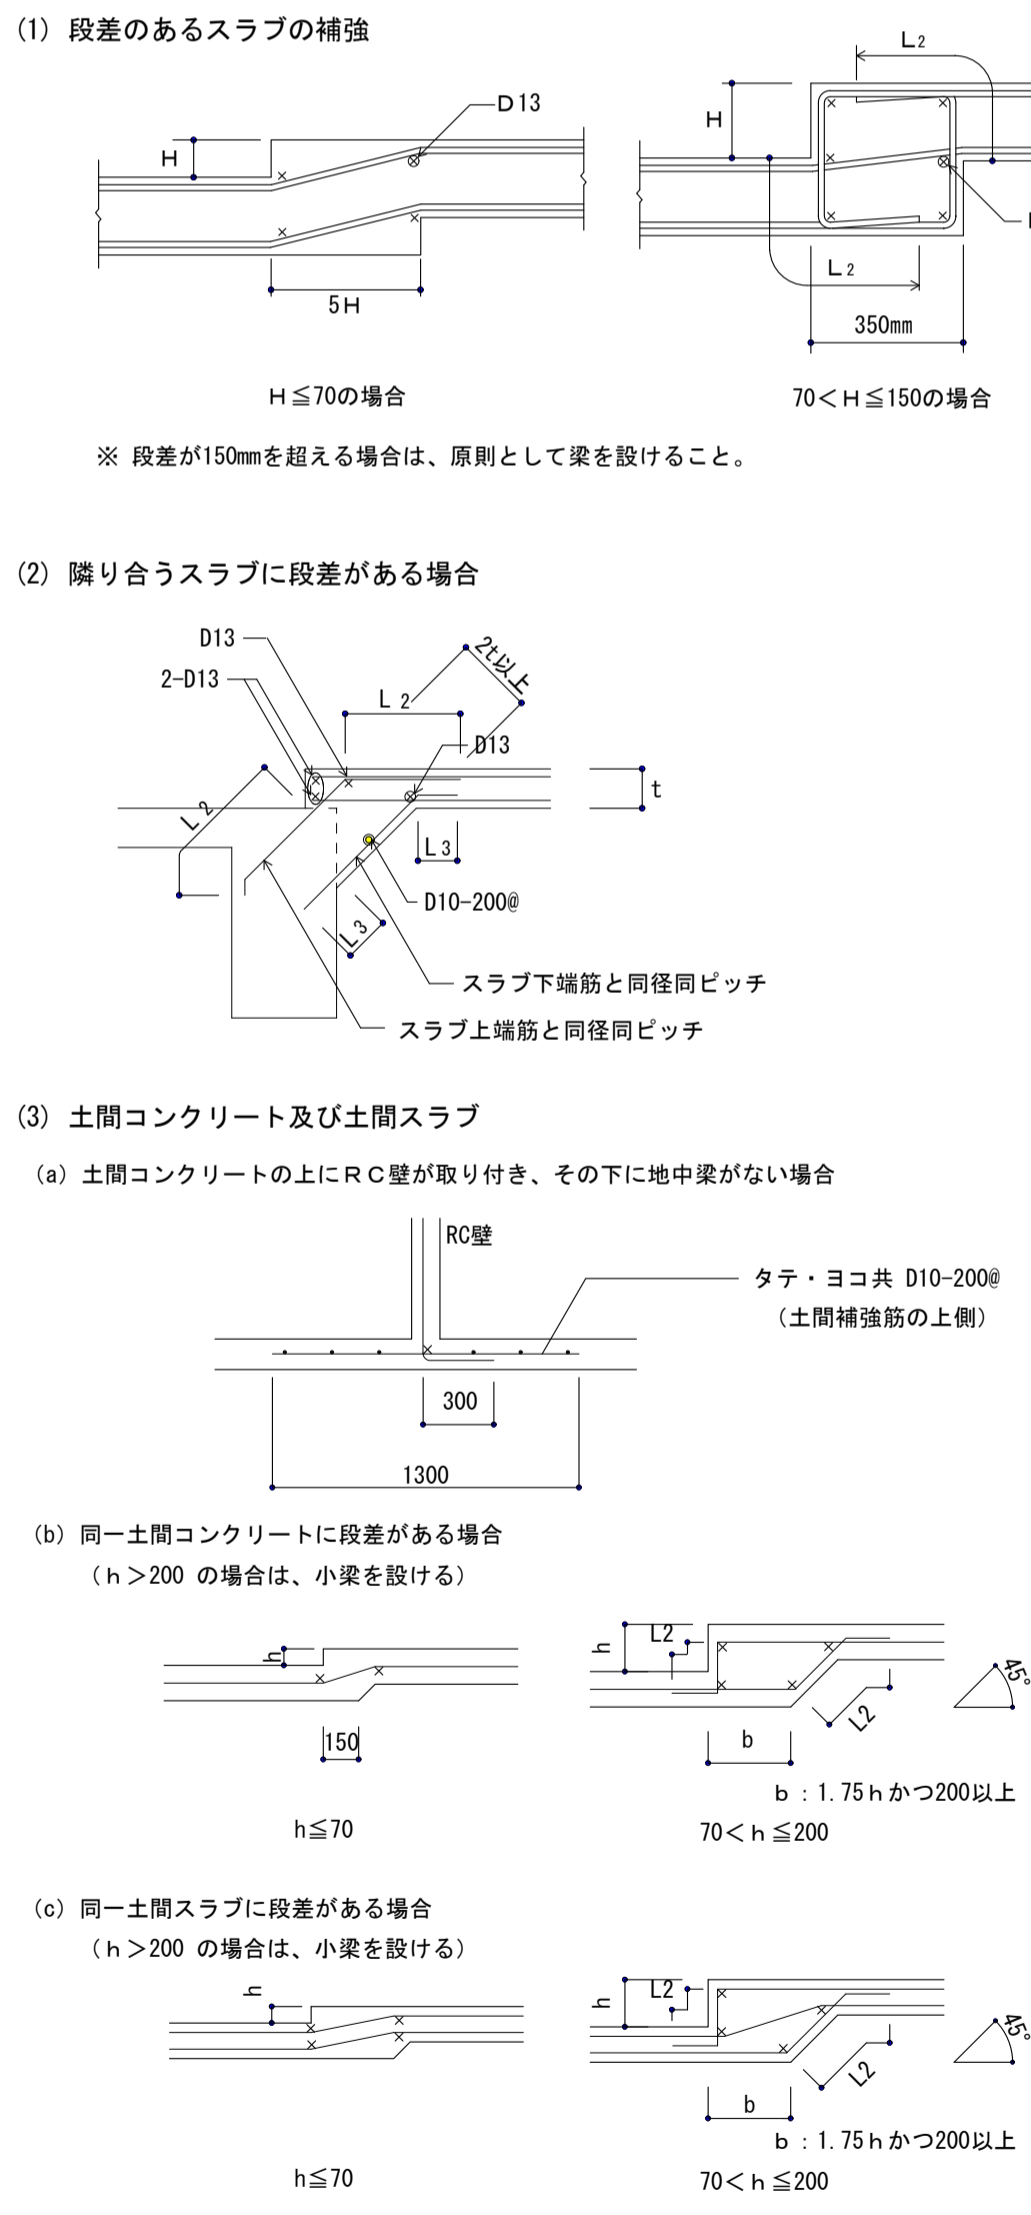 (1) 段差のあるスラブの補強
L2
D13
H
H
5H
L2
350mm
H≦70の場合
70<H≦150の場合
※ 段差が150mmを超える場合は、原則として梁を設けること。
(2) 隣り合うスラブに段差がある場合
D13
2t以上
2-D13
L2
D13
t
L2
L3
D10-200@
L3
スラブ下端筋と同径同ピッチ
スラブ上端筋と同径同ピッチ
(3) 土間コンクリート及び土間スラブ
(a) 土間コンクリートの上にRC壁が取り付き、その下に地中梁がない場合
RC壁
タテ・ヨコ共 D10-200@
(土間補強筋の上側)
300
1300
(b) 同一土間コンクリートに段差がある場合
(h>200 の場合は、小梁を設ける)
h
h
L2
45°
150
b
L2
b:1.75hかつ200以上
h≦70
70<h≦200
(c) 同一土間スラブに段差がある場合
(h>200 の場合は、小梁を設ける)
h
h
L2
45°
b
L2
b:1.75hかつ200以上
h≦70
70<h≦200